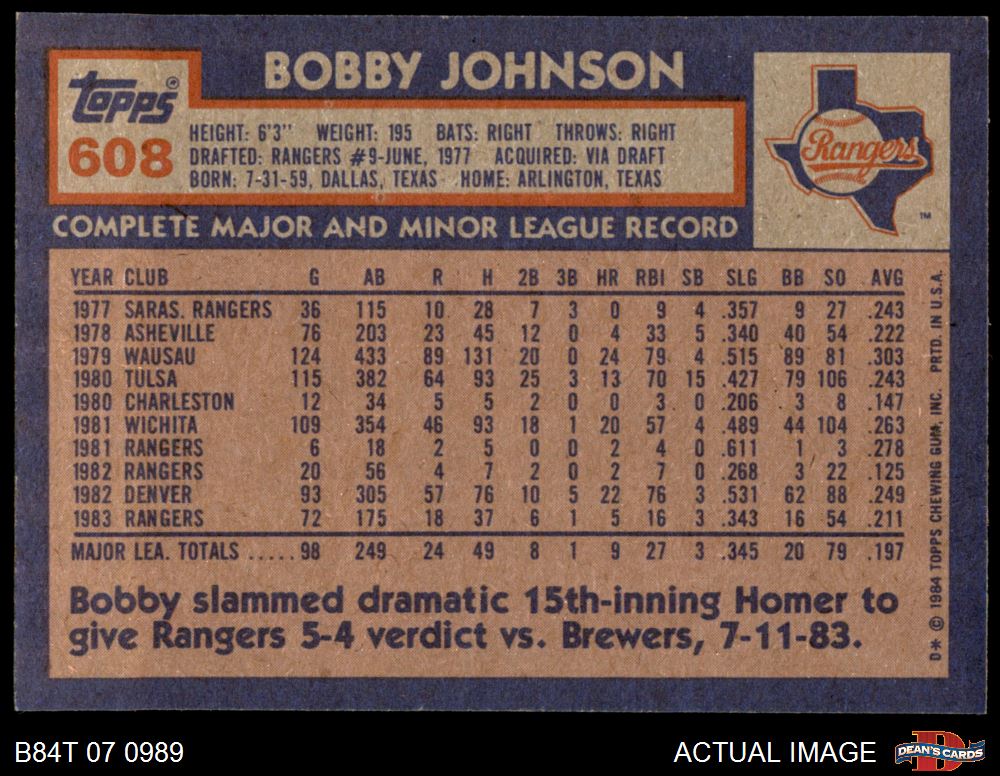 BOBBY JOHNSON
Topps®
608
HEIGHT: 6'3" WEIGHT: 195 BATS: RIGHT THROWS: RIGHT
DRAFTED: RANGERS #9-JUNE, 1977 ACQUIRED: VIA DRAFT
BORN: 7-31-59, DALLAS, TEXAS HOME: ARLINGTON, TEXAS
Rangers
TM
COMPLETE MAJOR AND MINOR LEAGUE RECORD
YEAR CLUB G AB R H 2B 3B HR RBI SB SLG BB SO AVG
1977 SARAS. RANGERS 36 115 10 28 7 3 0 9 4 .357 9 27 .243
1978 ASHEVILLE 76 203 23 45 12 0 4 33 5 .340 40 54 .222
1979 WAUSAU 124 433 89 131 20 0 24 79 4 .515 89 81 .303
1980 TULSA 115 382 64 93 25 3 13 70 15 .427 79 106 .243
1980 CHARLESTON 12 34 5 5 2 0 0 3 0 .206 3 8 .147
1981 WICHITA 109 354 46 93 18 1 20 57 4 .489 44 104 .263
1981 RANGERS 6 18 2 5 0 0 2 4 0 .611 1 3 .278
1982 RANGERS 20 56 4 7 2 0 2 7 0 .268 3 22 .125
1982 DENVER 93 305 57 76 10 5 22 76 3 .531 62 88 .249
1983 RANGERS 72 175 18 37 6 1 5 16 3 .343 16 54 .211
MAJOR LEA. TOTALS ..... 98 249 24 49 8 1 9 27 3 .345 20 79 .197
Bobby slammed dramatic 15th-inning Homer to
give Rangers 5-4 verdict vs. Brewers, 7-11-83.
D* © 1984 TOPPS CHEWING GUM, INC. PRTD. IN U.S.A.
B84T 07 0989
ACTUAL IMAGE
DEAN'S CARDS